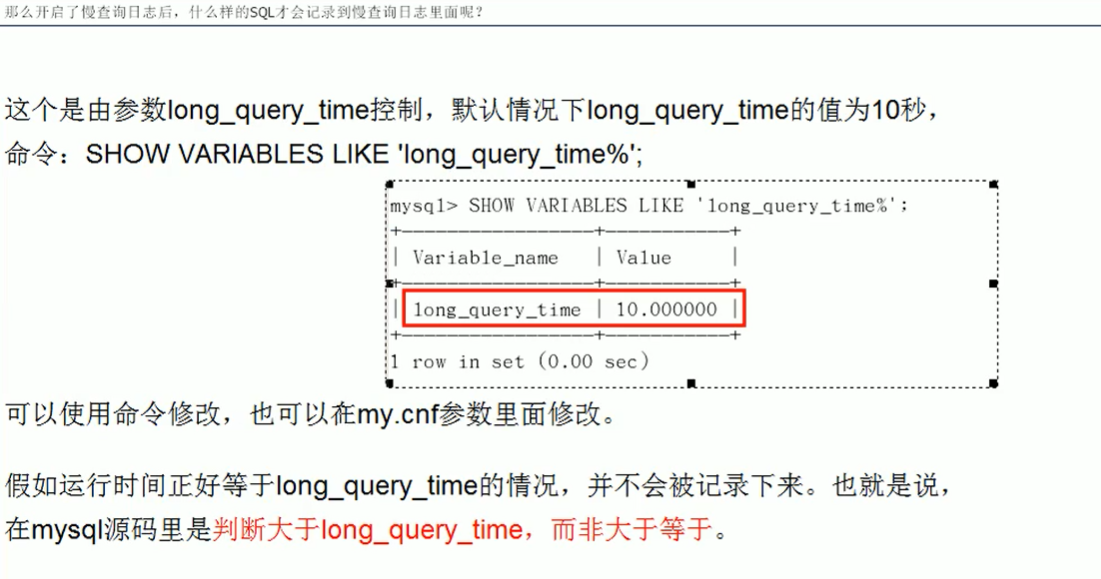 那么开启了慢查询日志后，什么样的SQL才会记录到慢查询日志里面呢？
这个是由参数long_query_time控制，默认情况下long_query_time的值为10秒，
命令：SHOW VARIABLES LIKE 'long_query_time%';
mysql> SHOW VARIABLES LIKE 'long_query_time%';
+-----------------+-----------+
| Variable_name | Value |
+-----------------+-----------+
| long_query_time | 10.000000 |
+-----------------+-----------+
1 row in set (0.00 sec)
可以使用命令修改，也可以在my.cnf参数里面修改。
假如运行时间正好等于long_query_time的情况，并不会被记录下来。也就是说，
在mysql源码里是判断大于long_query_time，而非大于等于。